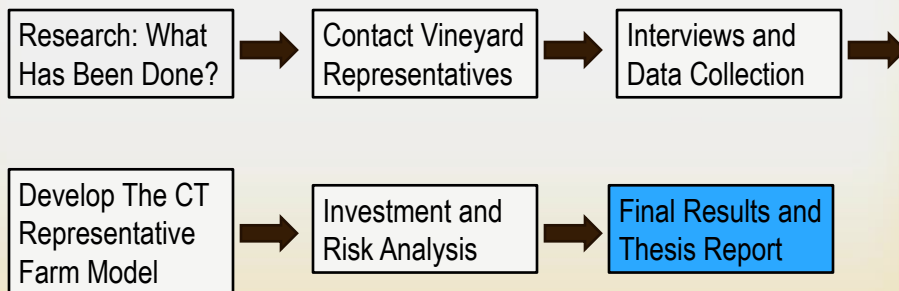 Research: What
Has Been Done?
Contact Vineyard
Representatives
Interviews and
Data Collection
Develop The CT
Representative
Farm Model
Investment and
Risk Analysis
Final Results and
Thesis Report